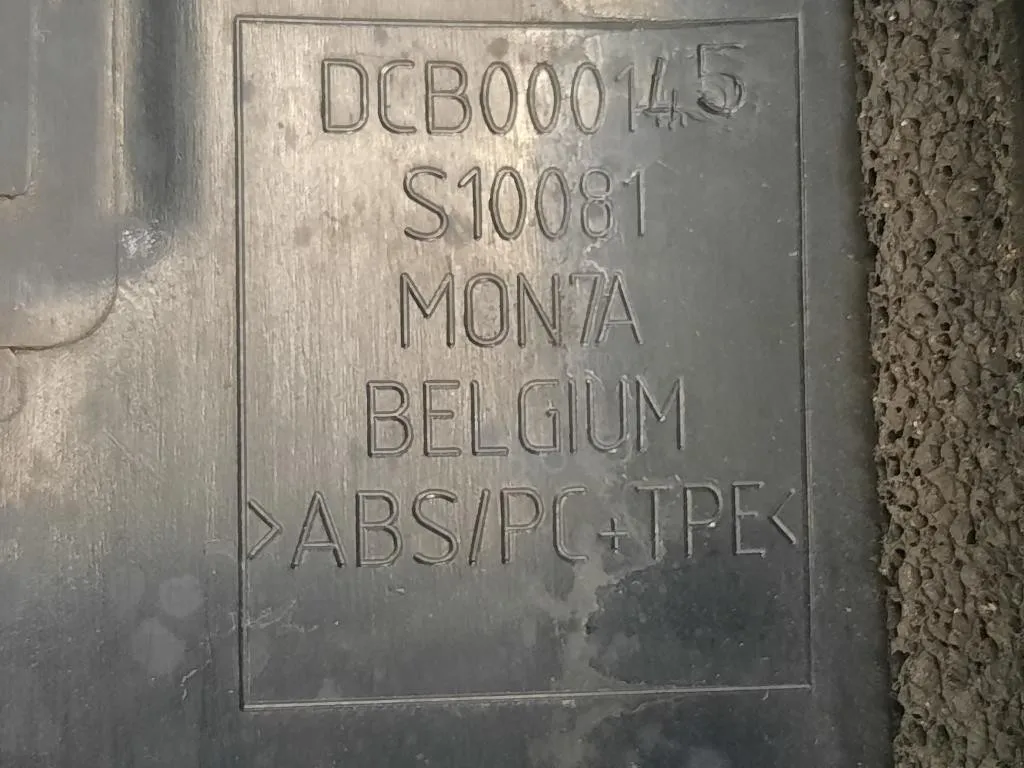 DCB000145
S10081
MON7A
BELGIUM
>ABS/PC+TPE<